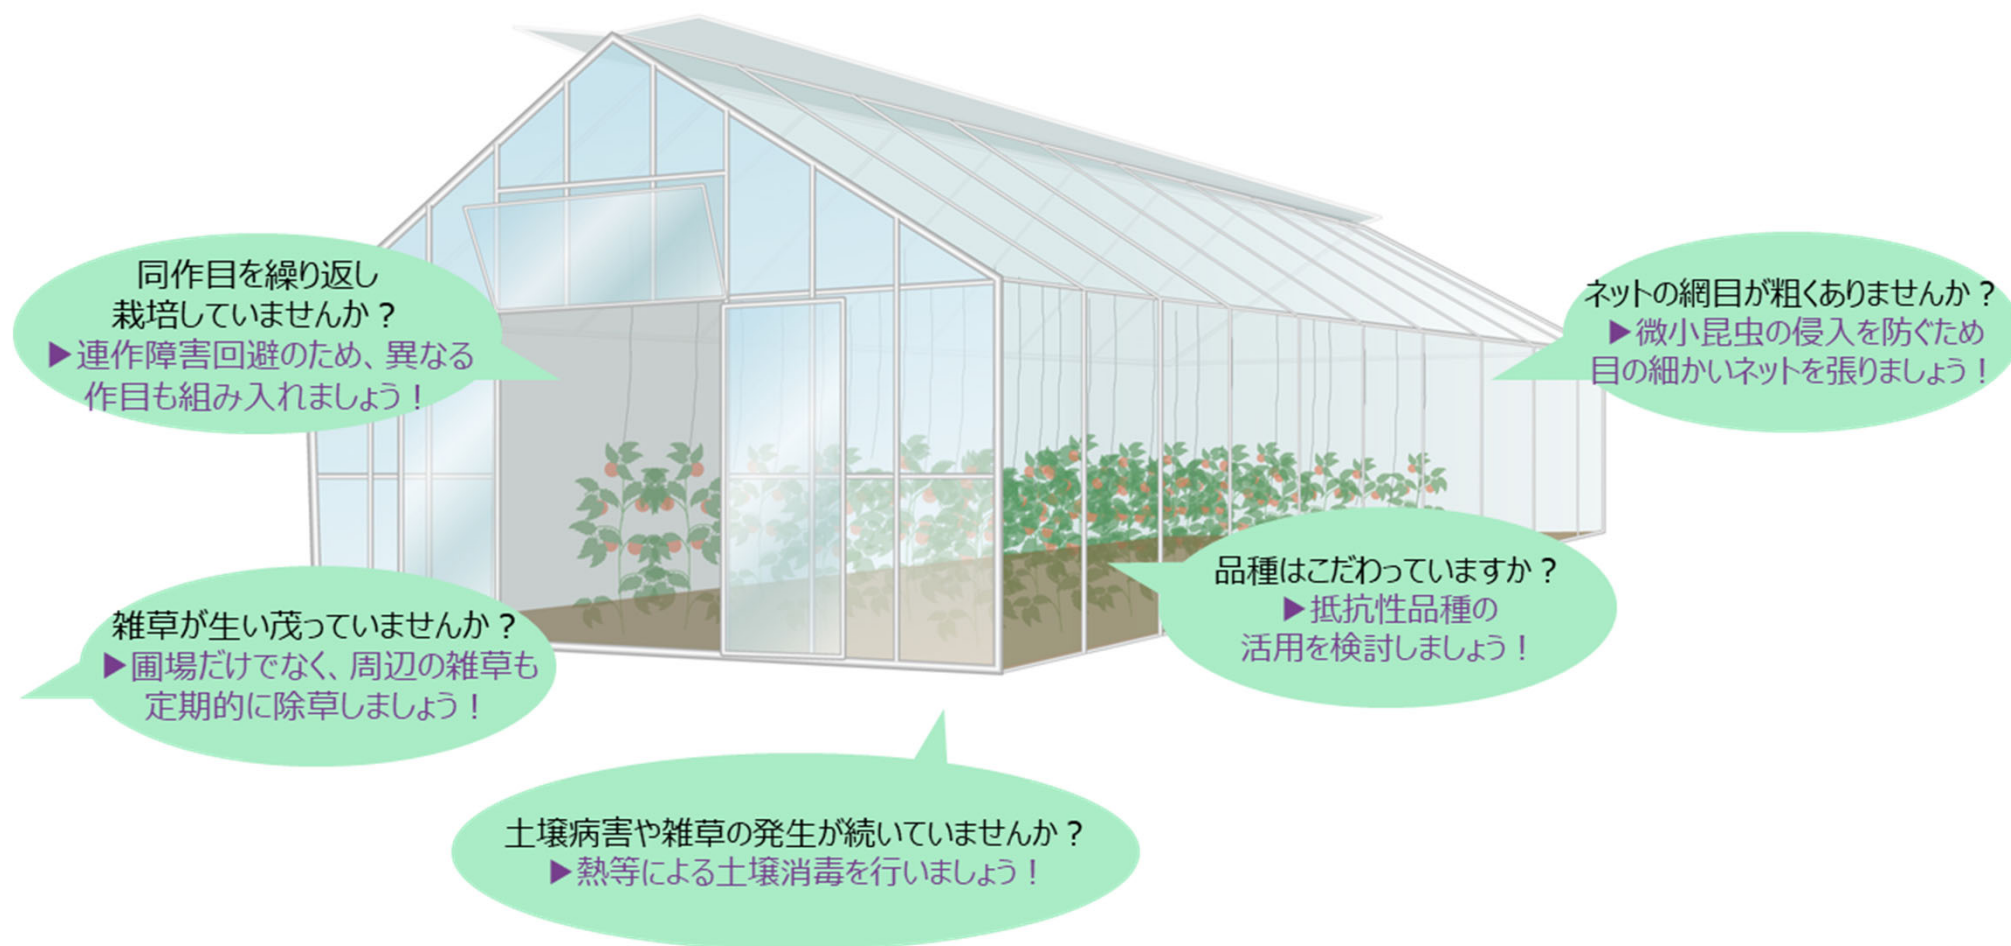 同作目を繰り返し
栽培していませんか？
▶連作障害回避のため、異なる
作目も組み入れましょう！
ネットの網目が粗くありませんか？
▶微小昆虫の侵入を防ぐため
目の細かいネットを張りましょう！
雑草が生い茂っていませんか？
▶圃場だけでなく、周辺の雑草も
定期的に除草しましょう！
品種はこだわっていますか？
▶抵抗性品種の
活用を検討しましょう！
土壌病害や雑草の発生が続いていませんか？
▶熱等による土壌消毒を行いましょう！